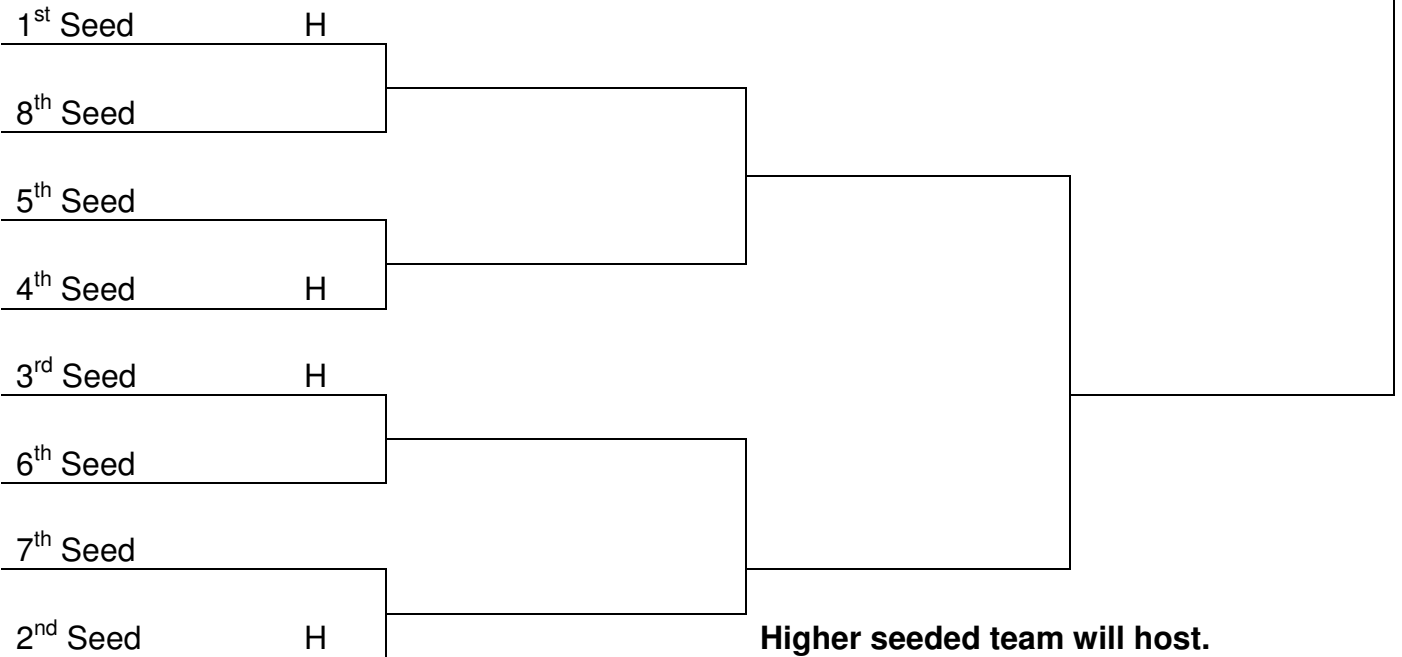 1st Seed H
8th Seed
5th Seed
4th Seed H
3rd Seed H
6th Seed
7th Seed
2nd Seed H
Higher seeded team will host.